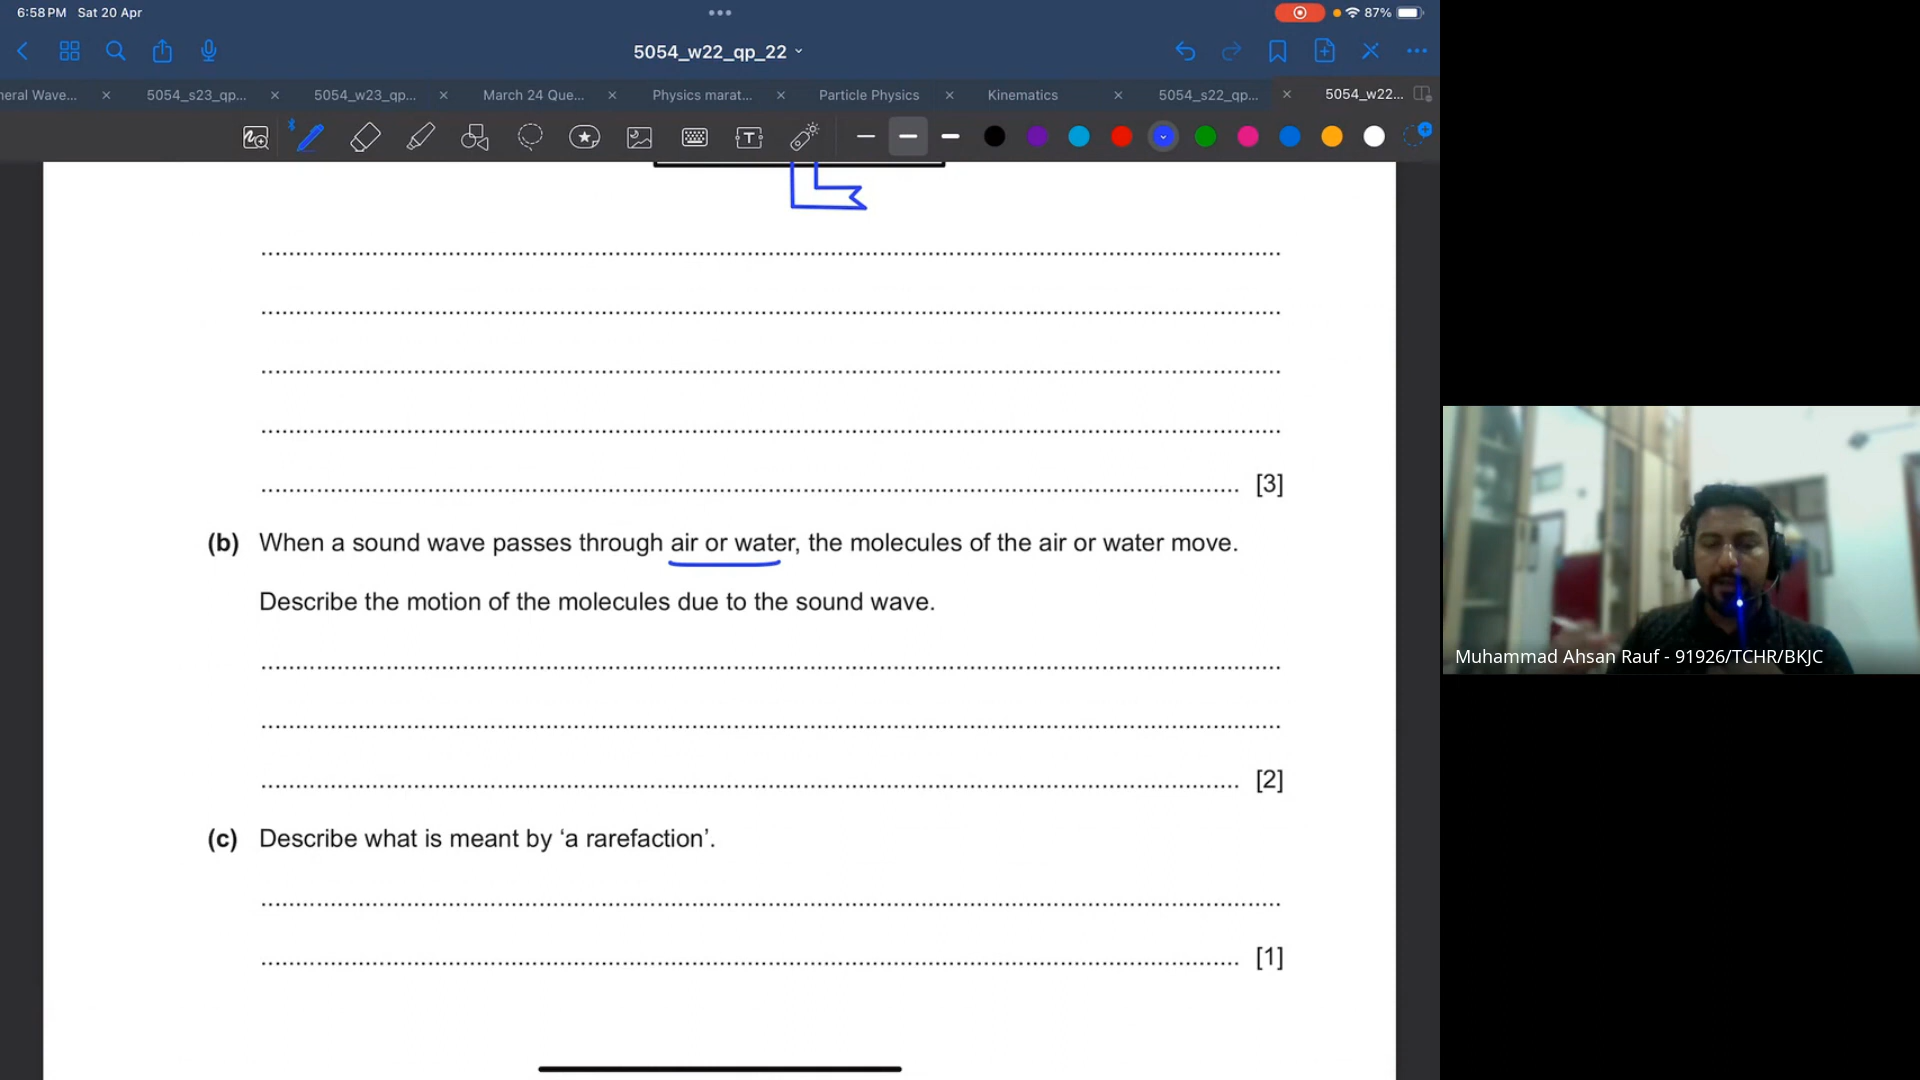 6:58 PM Sat 20 Apr
87%
5054_w22_qp_22
neral Wave...
5054_s23_qp...
5054_w23_qp...
March 24 Que...
Physics marat...
Particle Physics
Kinematics
5054_s22_qp...
5054_w22...
[3]
(b) When a sound wave passes through air or water, the molecules of the air or water move.
Describe the motion of the molecules due to the sound wave.
[2]
(c) Describe what is meant by ‘a rarefaction’.
[1]
Muhammad Ahsan Rauf - 91926/TCHR/BKJC